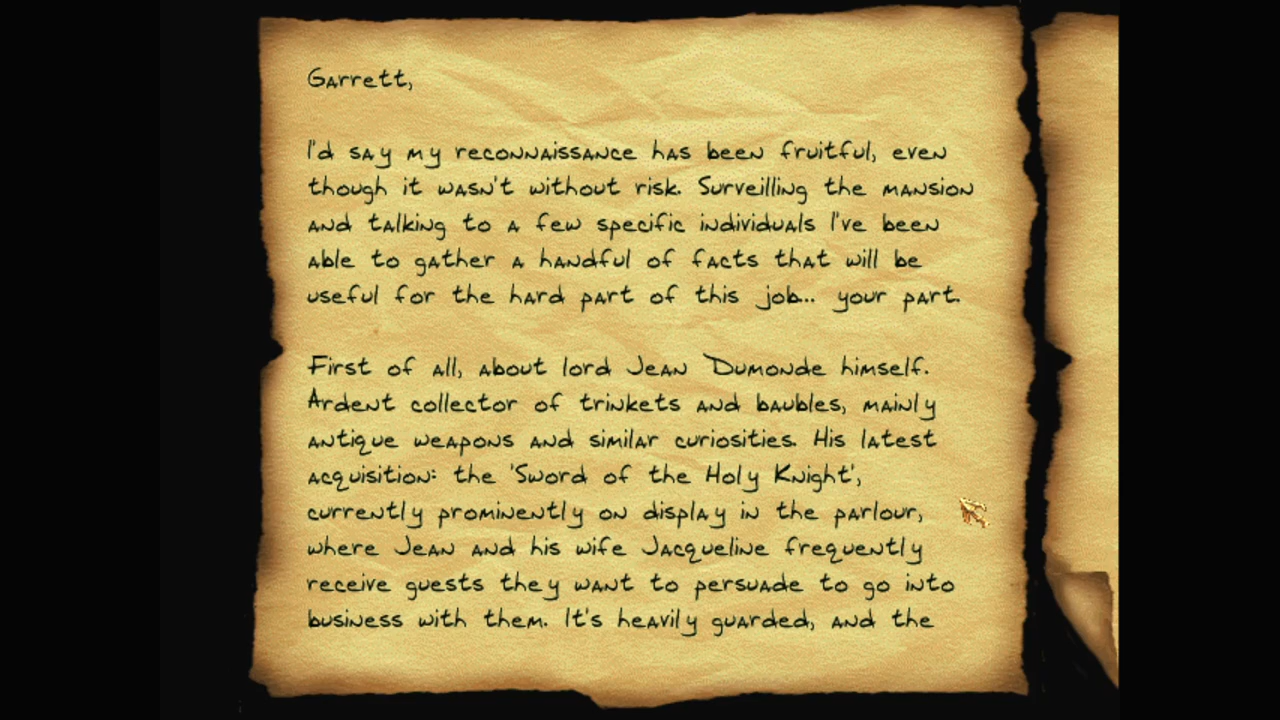 Garrett,
I'd say my reconnaissance has been fruitful, even
though it wasn't without risk. Surveilling the mansion
and talking to a few specific individuals I've been
able to gather a handful of facts that will be
useful for the hard part of this job... your part.
First of all, about lord Jean Dumonde himself.
Ardent collector of trinkets and baubles, mainly
antique weapons and similar curiosities. His latest
acquisition: the 'Sword of the Holy Knight',
currently prominently on display in the parlour,
where Jean and his wife Jacqueline frequently
receive guests they want to persuade to go into
business with them. It's heavily guarded, and the